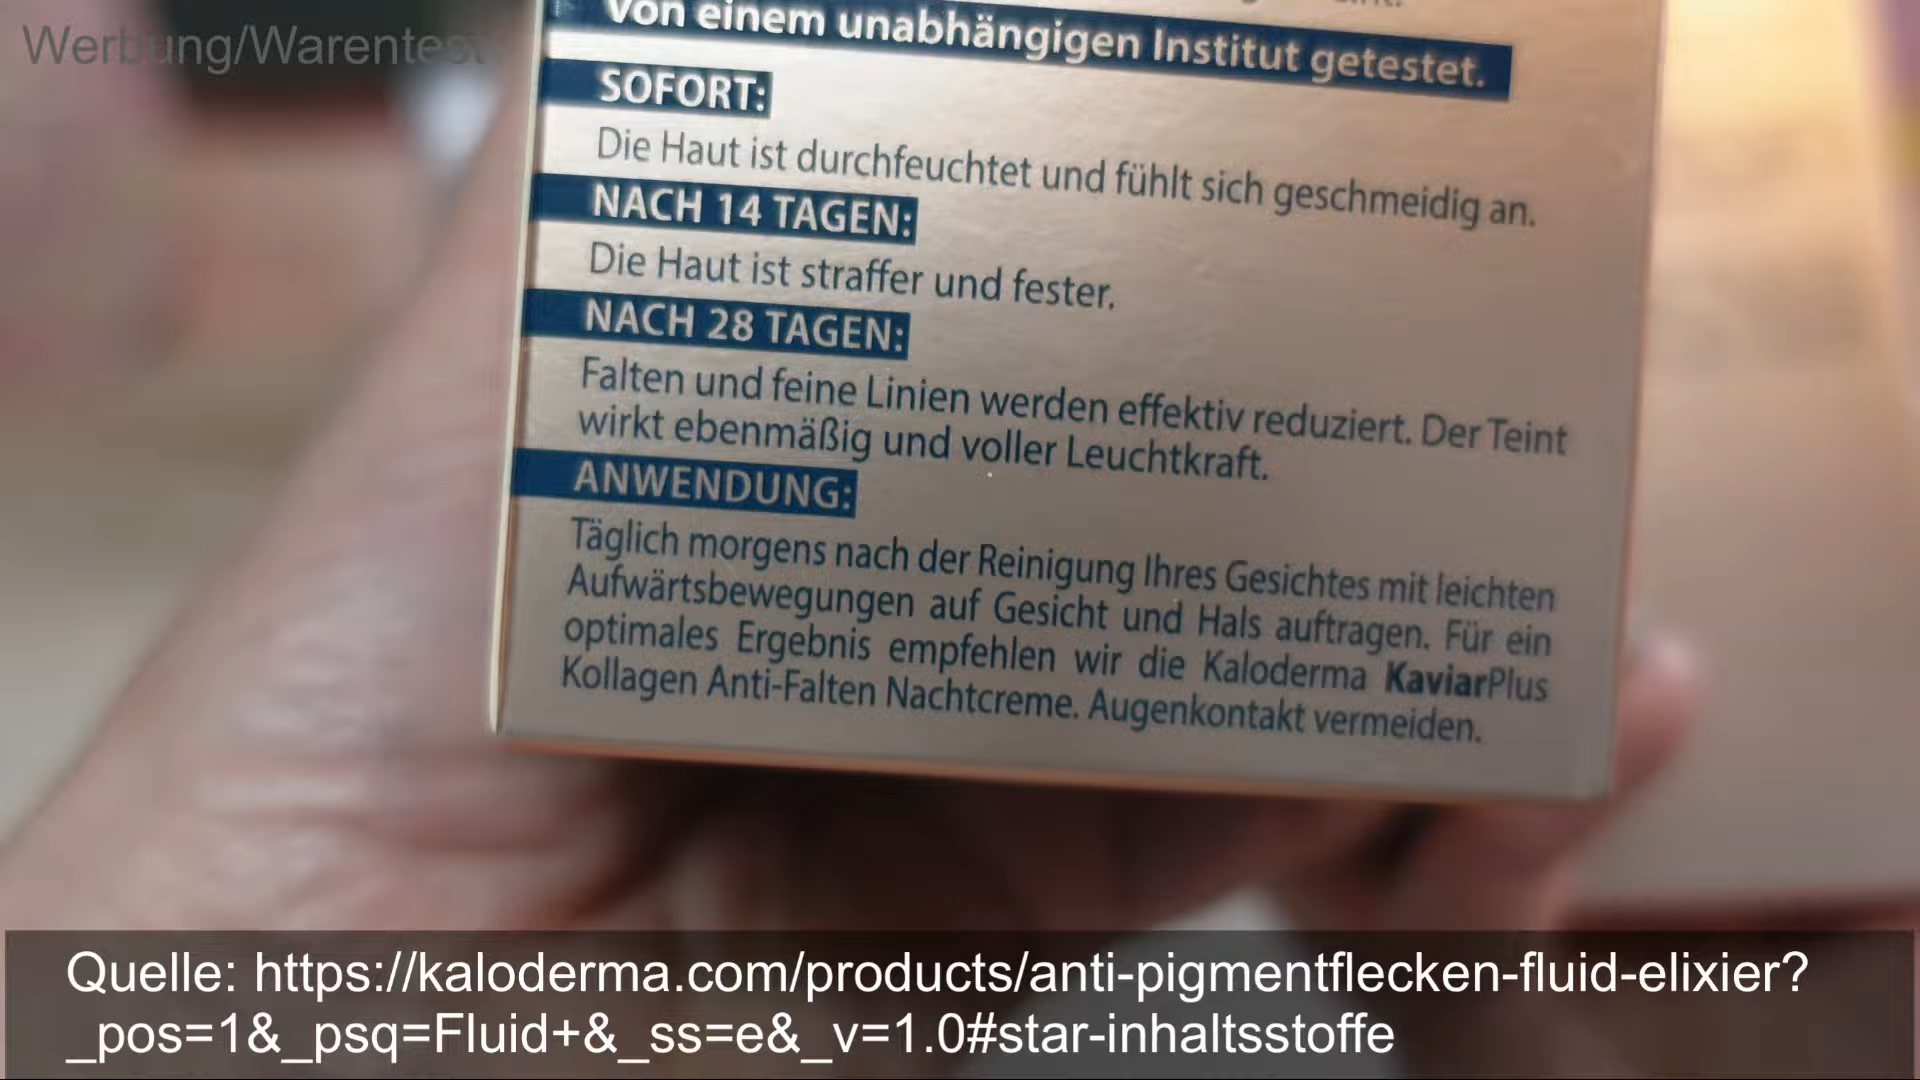 Werbung/Warentest
Von einem unabhängigen Institut getestet.
SOFORT:
Die Haut ist durchfeuchtet und fühlt sich geschmeidig an.
NACH 14 TAGEN:
Die Haut ist straffer und fester.
NACH 28 TAGEN:
Falten und feine Linien werden effektiv reduziert. Der Teint
wirkt ebenmäßig und voller Leuchtkraft.
ANWENDUNG:
Täglich morgens nach der Reinigung Ihres Gesichtes mit leichten
Aufwärtsbewegungen auf Gesicht und Hals auftragen. Für ein
optimales Ergebnis empfehlen wir die Kaloderma KaviarPlus
Kollagen Anti-Falten Nachtcreme. Augenkontakt vermeiden.
Quelle: https://kaloderma.com/products/anti-pigmentflecken-fluid-elixier?
_pos=1&_psq=Fluid+&_ss=e&_v=1.0#star-inhaltsstoffe